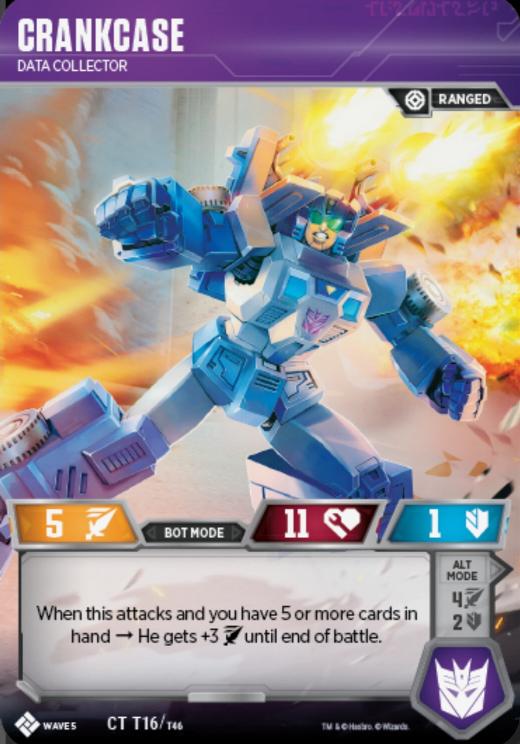 CRANKCASE
DATA COLLECTOR
RANGED
5
BOT MODE
11
1
ALT
MODE
4
2
When this attacks and you have 5 or more cards in
hand → He gets +3 until end of battle.
WAVE 5
CT T16/T46
TM & © Hasbro. © Wizards.